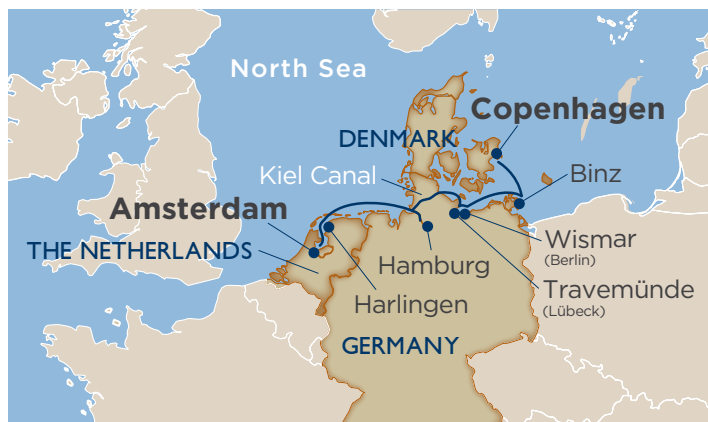 North Sea
Copenhagen
DENMARK
Kiel Canal
Binz
Amsterdam
THE NETHERLANDS
Wismar
(Berlin)
Hamburg
Travemünde
(Lübeck)
Harlingen
GERMANY